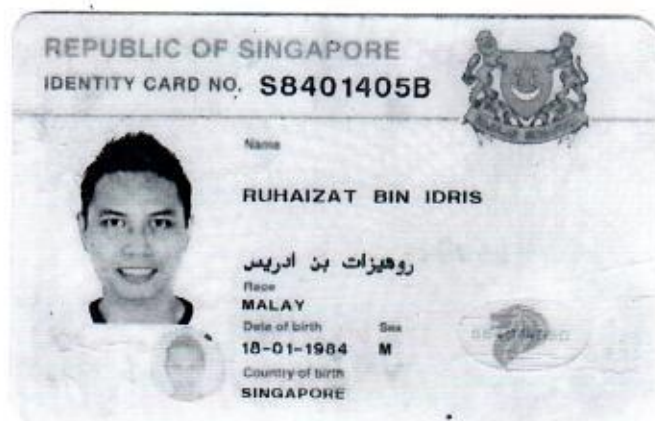 REPUBLIC OF SINGAPORE
IDENTITY CARD NO. S8401405B
Name
RUHAIZAT BIN IDRIS
روهيزات بن ادريس
Race
MALAY
Date of birth Sex
18-01-1984 M
Country of birth
SINGAPORE